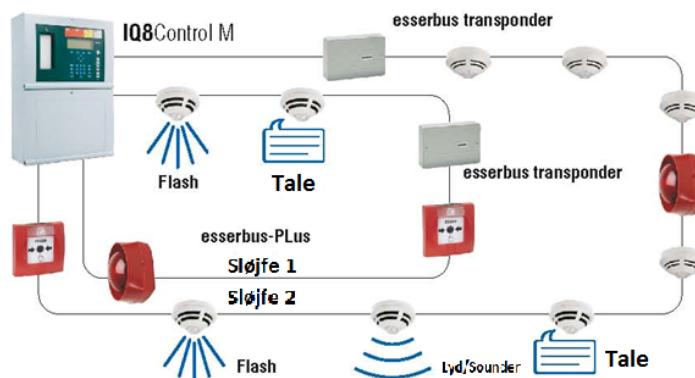 IQ8Control M
esserbus transponder
Flash
Tale
esserbus transponder
esserbus-PLus
Sløjfe 1
Sløjfe 2
Flash
Lyd/Sounder
Tale